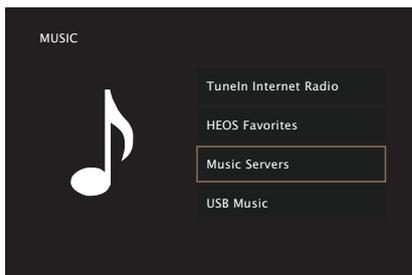 MUSIC
TuneIn Internet Radio
HEOS Favorites
Music Servers
USB Music